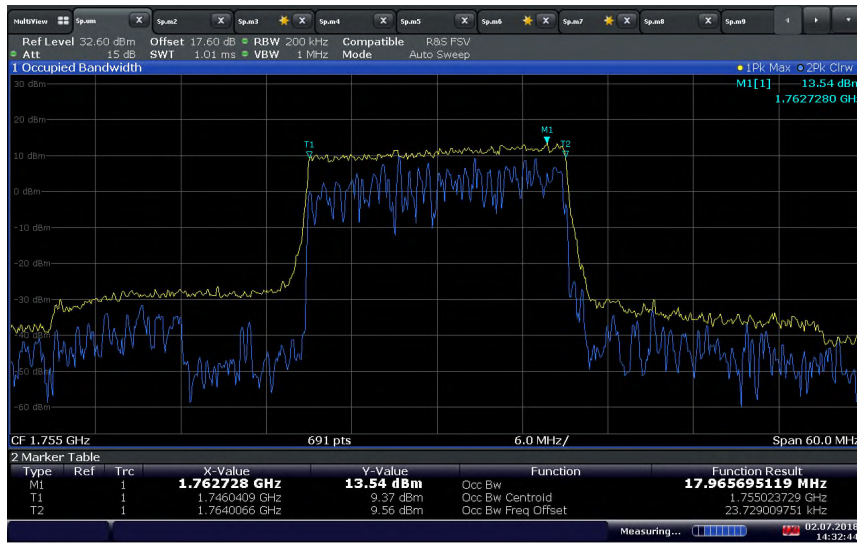 MultiView Sp.um X Sp.m2 X Sp.m3 X Sp.m4 X Sp.m5 X Sp.m6 X Sp.m7 X Sp.m8 X Sp.m9
Ref Level 32.60 dBm Offset 17.60 dB RBW 200 kHz Compatible R&S FSV
Att 15 dB SWT 1.01 ms VBW 1 MHz Mode Auto Sweep
1 Occupied Bandwidth 1Pk Max 2Pk Clrw
M1[1] 13.54 dBm
1.7627280 GHz
30 dBm
20 dBm
M1
T1 T2
10 dBm
0 dBm
-10 dBm
-20 dBm
-30 dBm
-40 dBm
-50 dBm
-60 dBm
CF 1.755 GHz 691 pts 6.0 MHz/ Span 60.0 MHz
2 Marker Table
Type Ref Trc X-Value Y-Value Function Function Result
M1 1 1.762728 GHz 13.54 dBm Occ Bw 17.965695119 MHz
T1 1 1.7460409 GHz 9.37 dBm Occ Bw Centroid 1.755023729 GHz
T2 1 1.7640066 GHz 9.56 dBm Occ Bw Freq Offset 23.729009751 kHz
Measuring... 02.07.2018
14:32:44